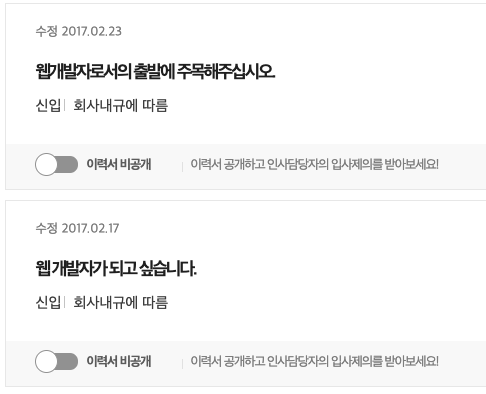 수정 2017.02.23
웹개발자로서의 출발에 주목해주십시오.
신입 회사내규에 따름
이력서 비공개 이력서 공개하고 인사담당자의 입사제의를 받아보세요!
수정 2017.02.17
웹 개발자가 되고 싶습니다.
신입 회사내규에 따름
이력서 비공개 이력서 공개하고 인사담당자의 입사제의를 받아보세요!